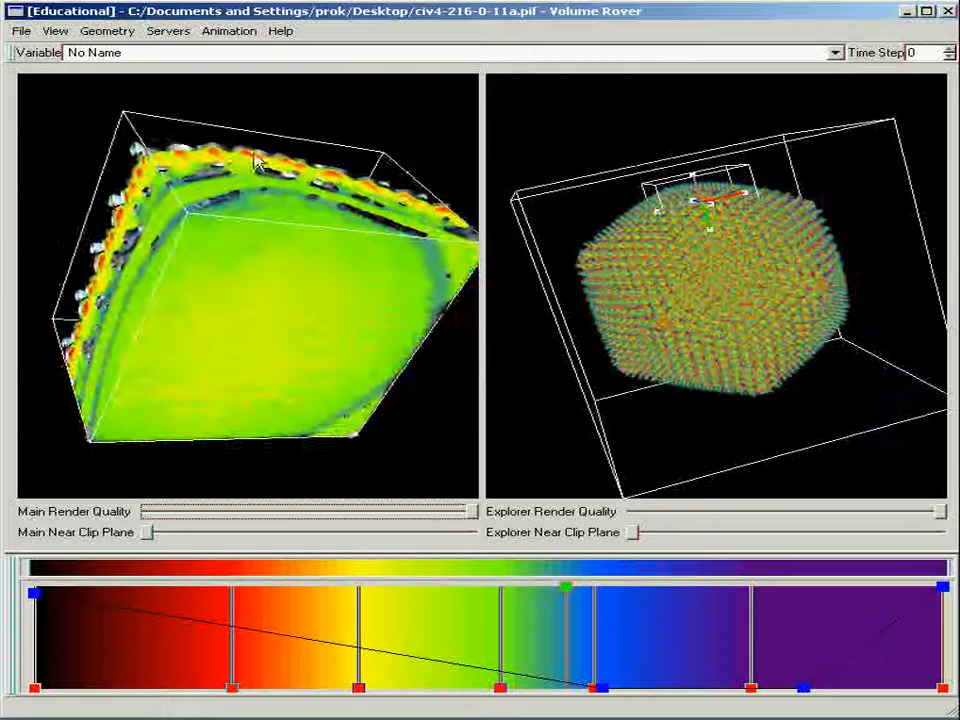 [Educational] - C:/Documents and Settings/prok/Desktop/civ4-216-0-11a.pif - Volume Rover
File View Geometry Servers Animation Help
Variable No Name Time Step 0
Main Render Quality Explorer Render Quality
Main Near Clip Plane Explorer Near Clip Plane